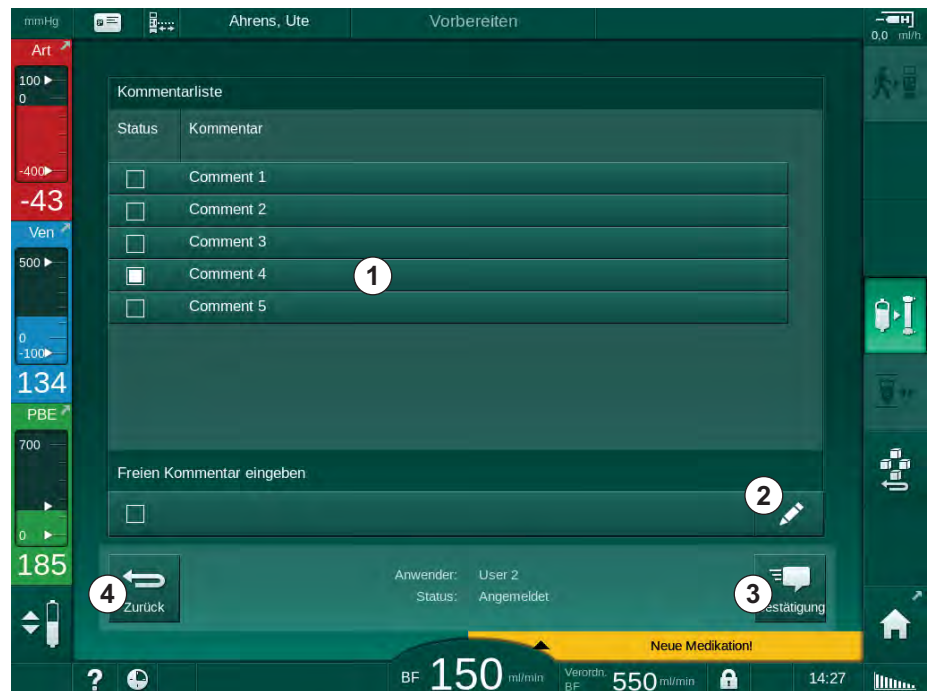 mmHg
Ahrens, Ute
Vorbereiten
0,0 ml/h
Art
100
0
-400
-43
Ven
500
0
-100
134
PBE
700
0
185
Kommentarliste
Status Kommentar
Comment 1
Comment 2
Comment 3
Comment 4
Comment 5
1
Freien Kommentar eingeben
2
4
Zurück
Anwender: User 2
Status: Angemeldet
3
estätigung
Neue Medikation!
? BF 150 ml/min Verordn. BF 550 ml/min 14:27